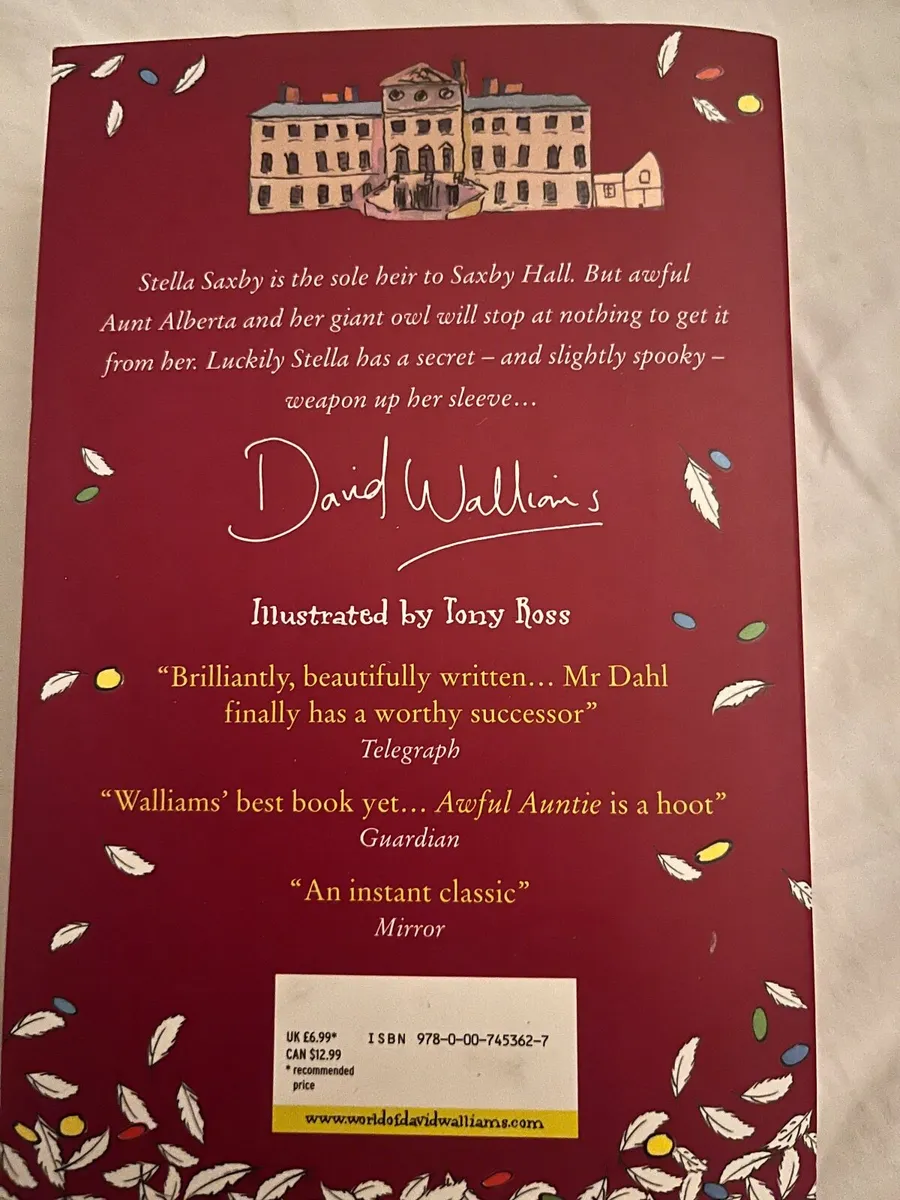 Stella Saxby is the sole heir to Saxby Hall. But awful
Aunt Alberta and her giant owl will stop at nothing to get it
from her. Luckily Stella has a secret – and slightly spooky –
weapon up her sleeve…
David Walliams
Illustrated by Tony Ross
“Brilliantly, beautifully written… Mr Dahl
finally has a worthy successor”
Telegraph
“Walliams’ best book yet… Awful Auntie is a hoot”
Guardian
“An instant classic”
Mirror
UK £6.99* ISBN 978-0-00-745362-7
CAN $12.99
* recommended
price
www.worldofdavidwalliams.com